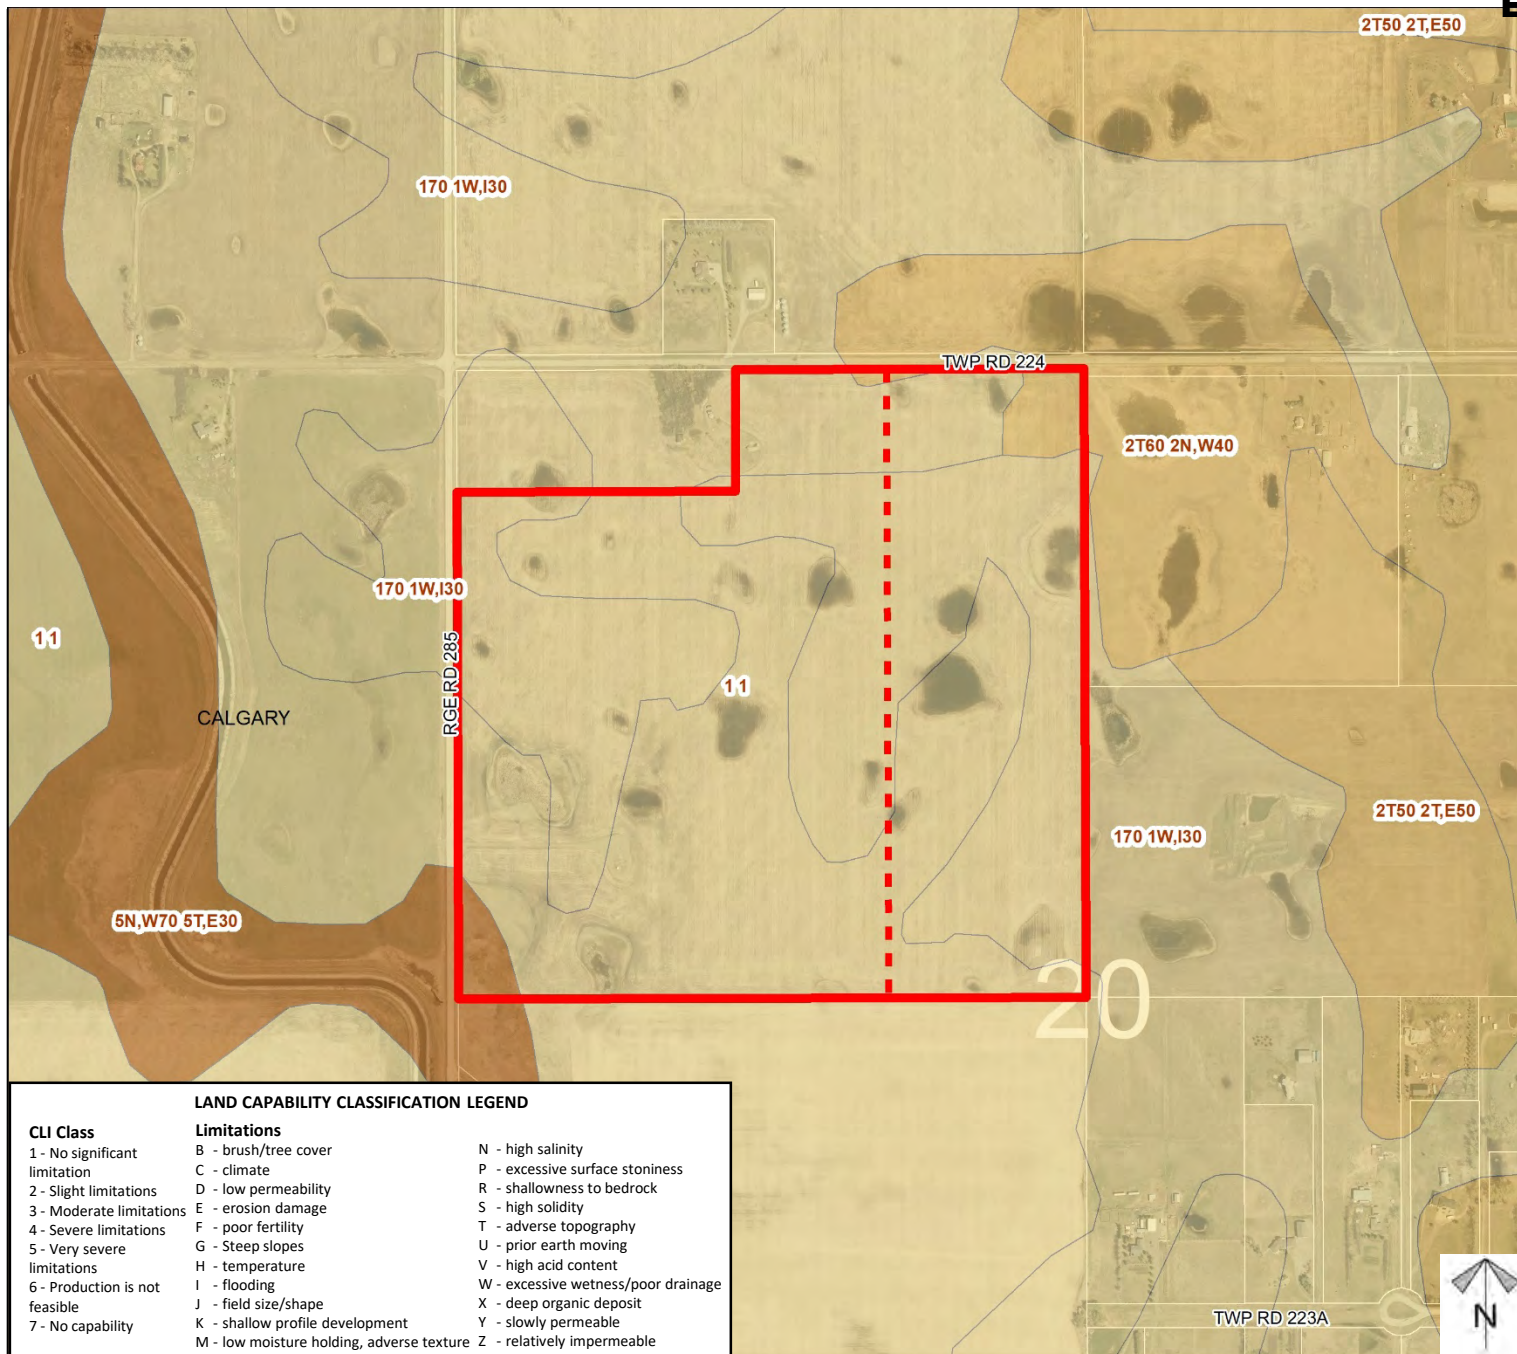 2T50 2T,E50
170 1W,I30
TWP RD 224
2T60 2N,W40
170 1W,I30
1 1
RGE RD 285
1 1
CALGARY
2T50 2T,E50
170 1W,I30
5N,W70 5T,E30
20
LAND CAPABILITY CLASSIFICATION LEGEND
CLI Class
1 - No significant
limitation
2 - Slight limitations
3 - Moderate limitations
4 - Severe limitations
5 - Very severe
limitations
6 - Production is not
feasible
7 - No capability
Limitations
B - brush/tree cover
C - climate
D - low permeability
E - erosion damage
F - poor fertility
G - Steep slopes
H - temperature
I - flooding
J - field size/shape
K - shallow profile development
M - low moisture holding, adverse texture
N - high salinity
P - excessive surface stoniness
R - shallowness to bedrock
S - high solidity
T - adverse topography
U - prior earth moving
V - high acid content
W - excessive wetness/poor drainage
X - deep organic deposit
Y - slowly permeable
Z - relatively impermeable
TWP RD 223A
N